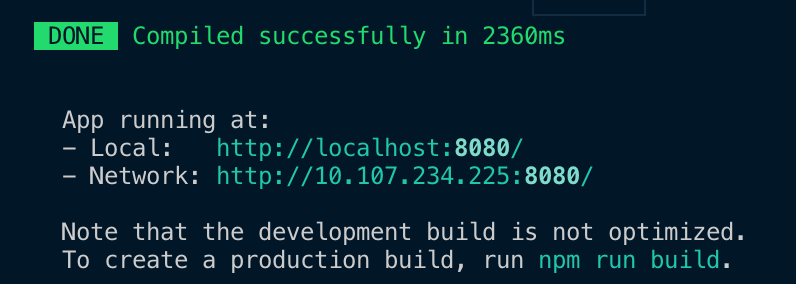 DONE Compiled successfully in 2360ms
App running at:
- Local: http://localhost:8080/
- Network: http://10.107.234.225:8080/
Note that the development build is not optimized.
To create a production build, run npm run build.